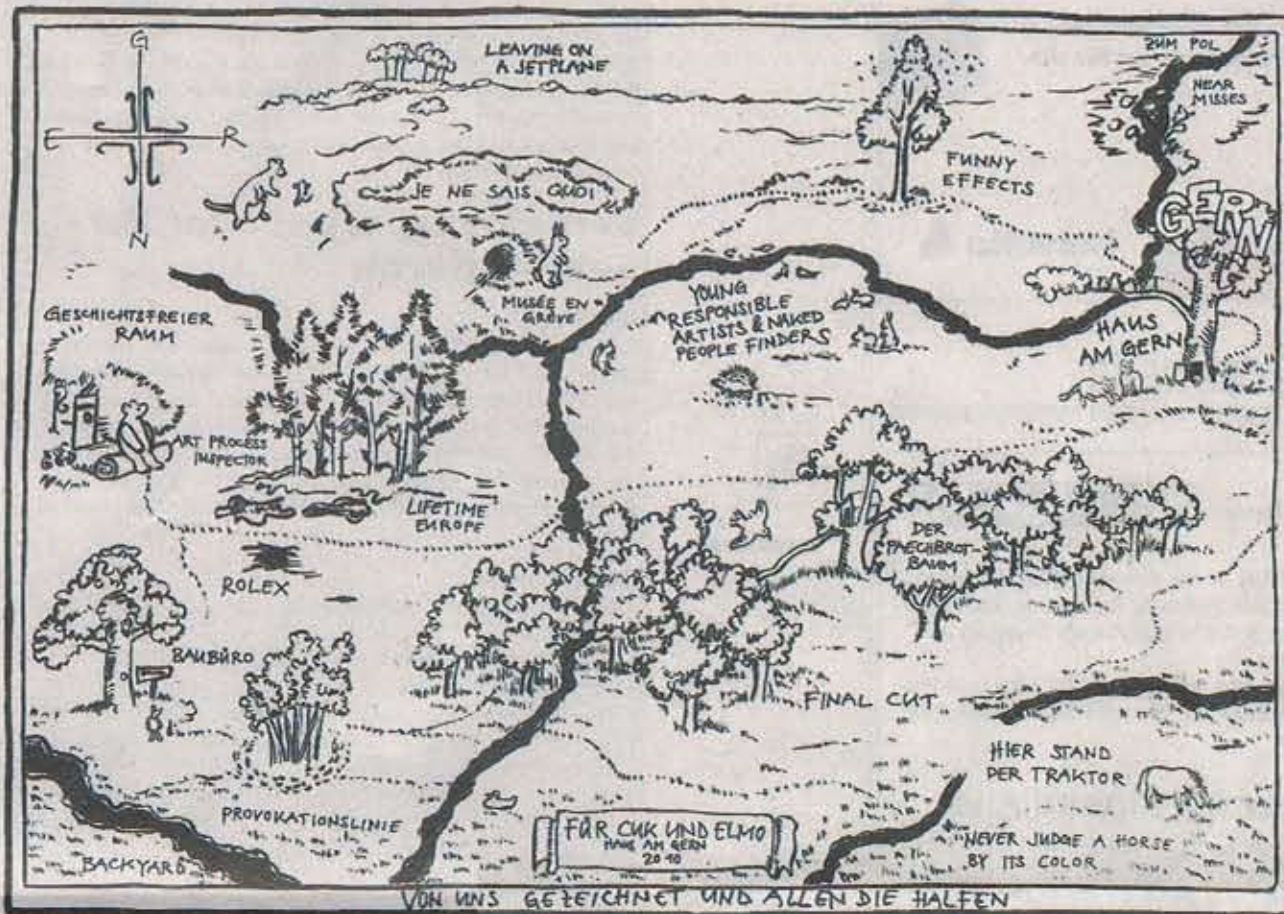 G
E
R
N
LEAVING ON
A JETPLANE
ZUM POL
NEAR
MISSES
JE NE SAIS QUOI
FUNNY
EFFECTS
GERN
MUSÉE EN
GRÈVE
YOUNG
RESPONSIBLE
ARTISTS & NAKED
PEOPLE FINDERS
HAUS
AM GERN
GESCHICHTSFREIER
RAUM
ART PROCESS
INSPECTOR
LIFETIME
EUROPE
ROLEX
DER
PAECHBROT-
BAUM
BAUBÜRO
FINAL CUT
HIER STAND
DER TRAKTOR
PROVOKATIONSLINIE
FÜR CUK UND ELMO
HAUS AM GERN
2010
NEVER JUDGE A HORSE
BY ITS COLOR
BACKYARD
VON UNS GEZEICHNET UND ALLEN DIE HALFEN